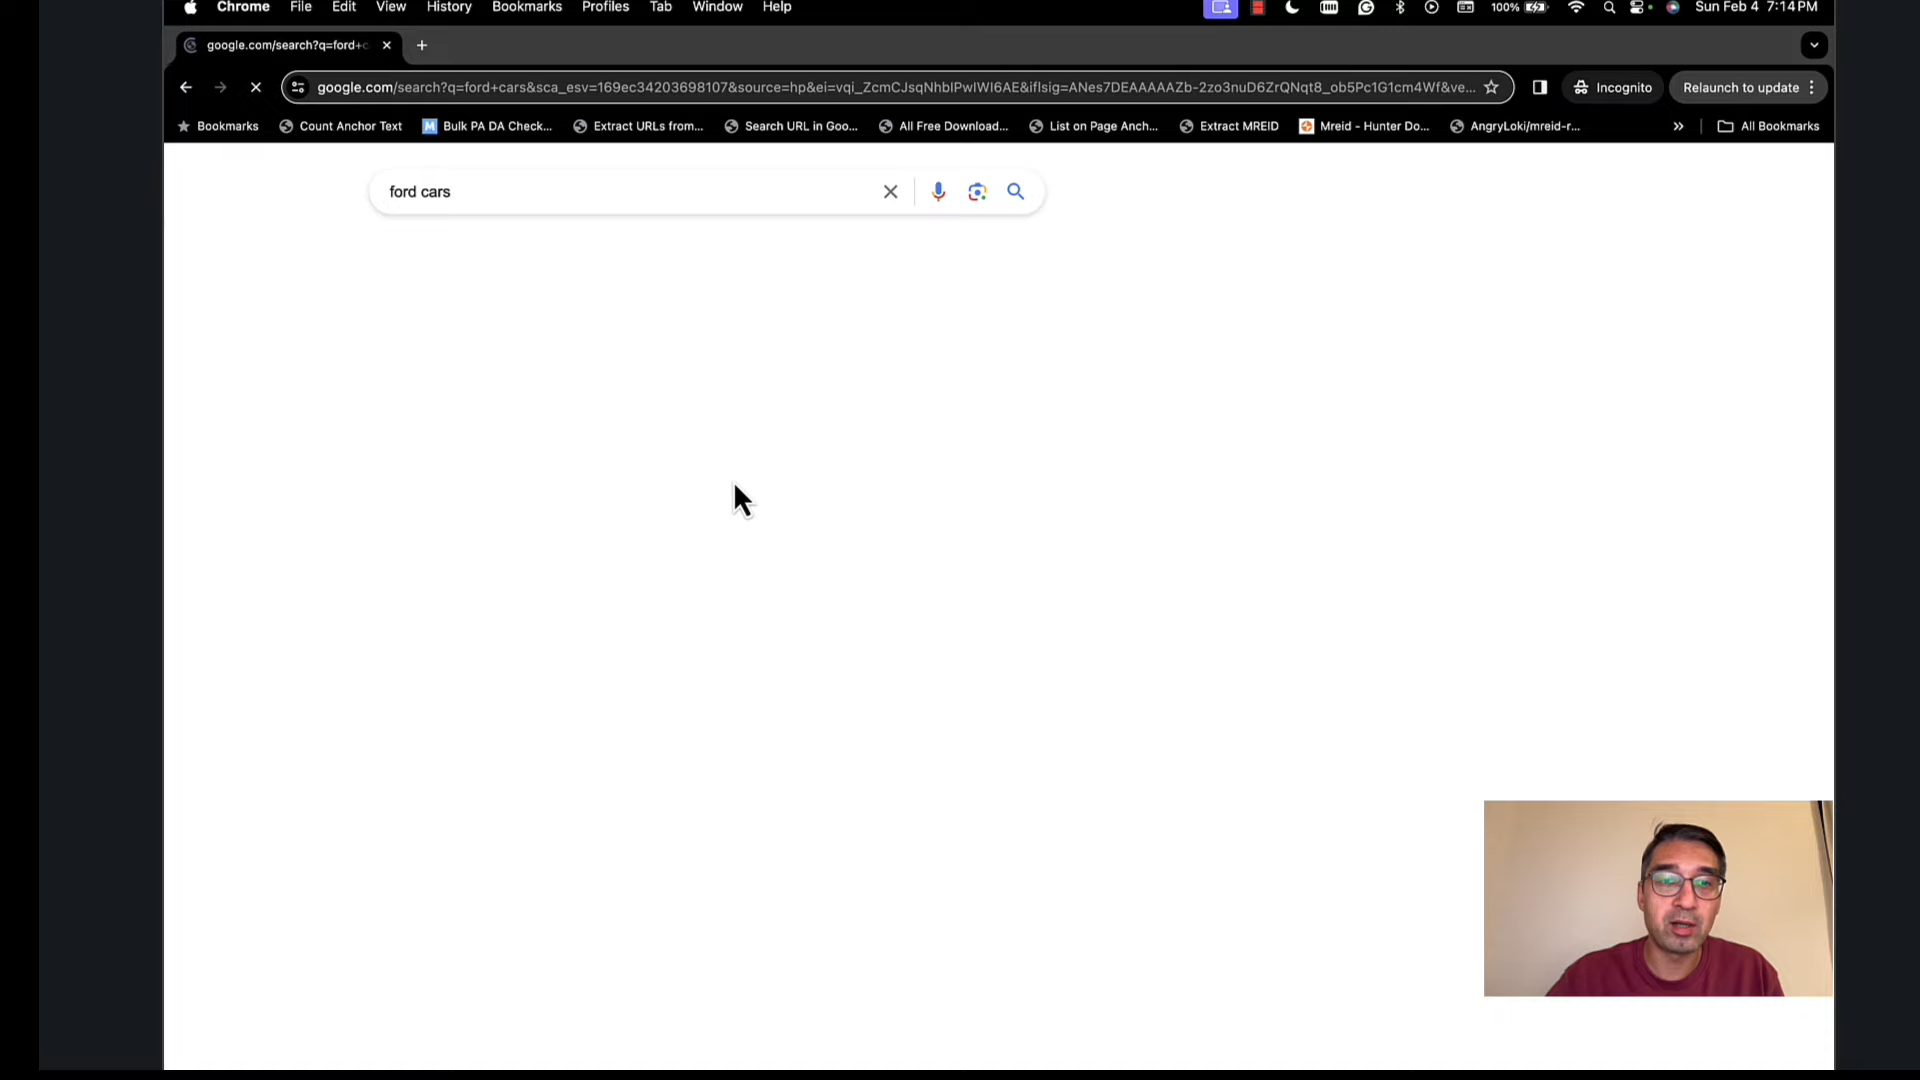 Chrome File Edit View History Bookmarks Profiles Tab Window Help 100% Sun Feb 4 7:14 PM
google.com/search?q=ford+c
google.com/search?q=ford+cars&sca_esv=169ec34203698107&source=hp&ei=vqi_ZcmCJsqNhbIPwIWI6AE&iflsig=ANes7DEAAAAAZb-2zo3nuD6ZrQNqt8_ob5Pc1G1cm4Wf&ve... Incognito Relaunch to update
Bookmarks Count Anchor Text Bulk PA DA Check... Extract URLs from... Search URL in Goo... All Free Download... List on Page Anch... Extract MREID Mreid - Hunter Do... AngryLoki/mreid-r... » All Bookmarks
ford cars